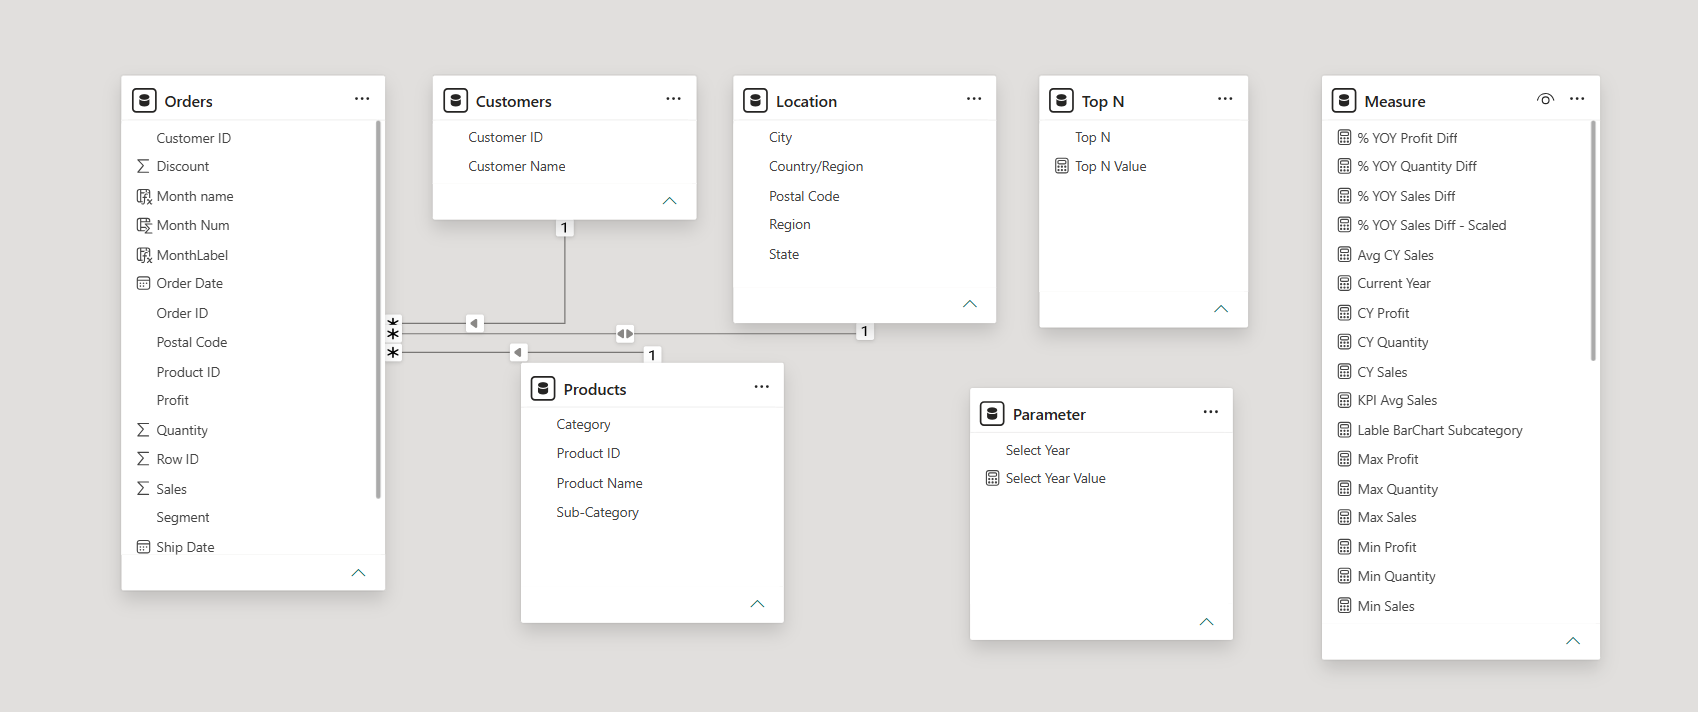 Orders
Customer ID
Discount
Month name
Month Num
MonthLabel
Order Date
Order ID
Postal Code
Product ID
Profit
Quantity
Row ID
Sales
Segment
Ship Date
Customers
Customer ID
Customer Name
Location
City
Country/Region
Postal Code
Region
State
Top N
Top N
Top N Value
Measure
% YOY Profit Diff
% YOY Quantity Diff
% YOY Sales Diff
% YOY Sales Diff - Scaled
Avg CY Sales
Current Year
CY Profit
CY Quantity
CY Sales
KPI Avg Sales
Lable BarChart Subcategory
Max Profit
Max Quantity
Max Sales
Min Profit
Min Quantity
Min Sales
1
*
*
1
*
1
Products
Category
Product ID
Product Name
Sub-Category
Parameter
Select Year
Select Year Value